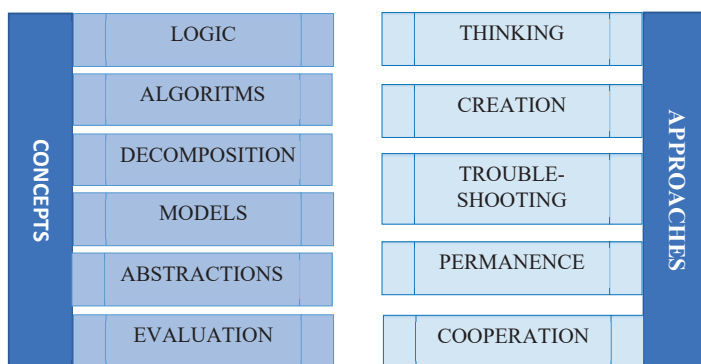 CONCEPTS
LOGIC
ALGORITMS
DECOMPOSITION
MODELS
ABSTRACTIONS
EVALUATION
THINKING
CREATION
TROUBLE-
SHOOTING
PERMANENCE
COOPERATION
APPROACHES